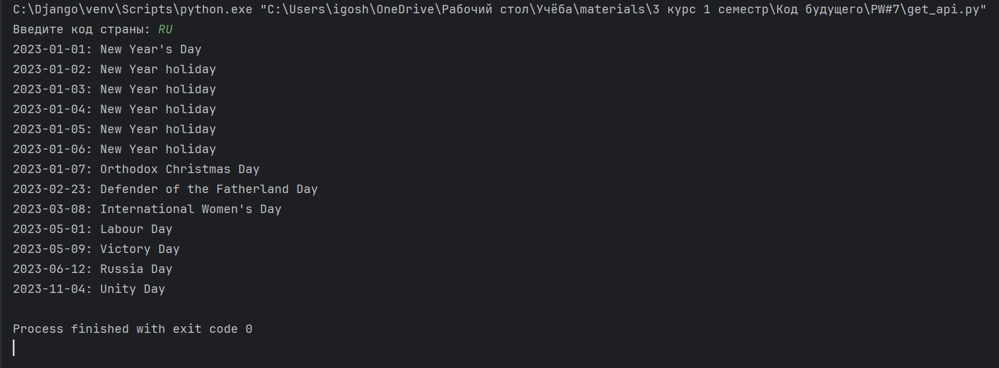 C:\Django\venv\Scripts\python.exe "C:\Users\igosh\OneDrive\Рабочий стол\Учёба\materials\3 курс 1 семестр\Код будущего\PW#7\get_api.py"
Введите код страны: RU
2023-01-01: New Year's Day
2023-01-02: New Year holiday
2023-01-03: New Year holiday
2023-01-04: New Year holiday
2023-01-05: New Year holiday
2023-01-06: New Year holiday
2023-01-07: Orthodox Christmas Day
2023-02-23: Defender of the Fatherland Day
2023-03-08: International Women's Day
2023-05-01: Labour Day
2023-05-09: Victory Day
2023-06-12: Russia Day
2023-11-04: Unity Day
Process finished with exit code 0